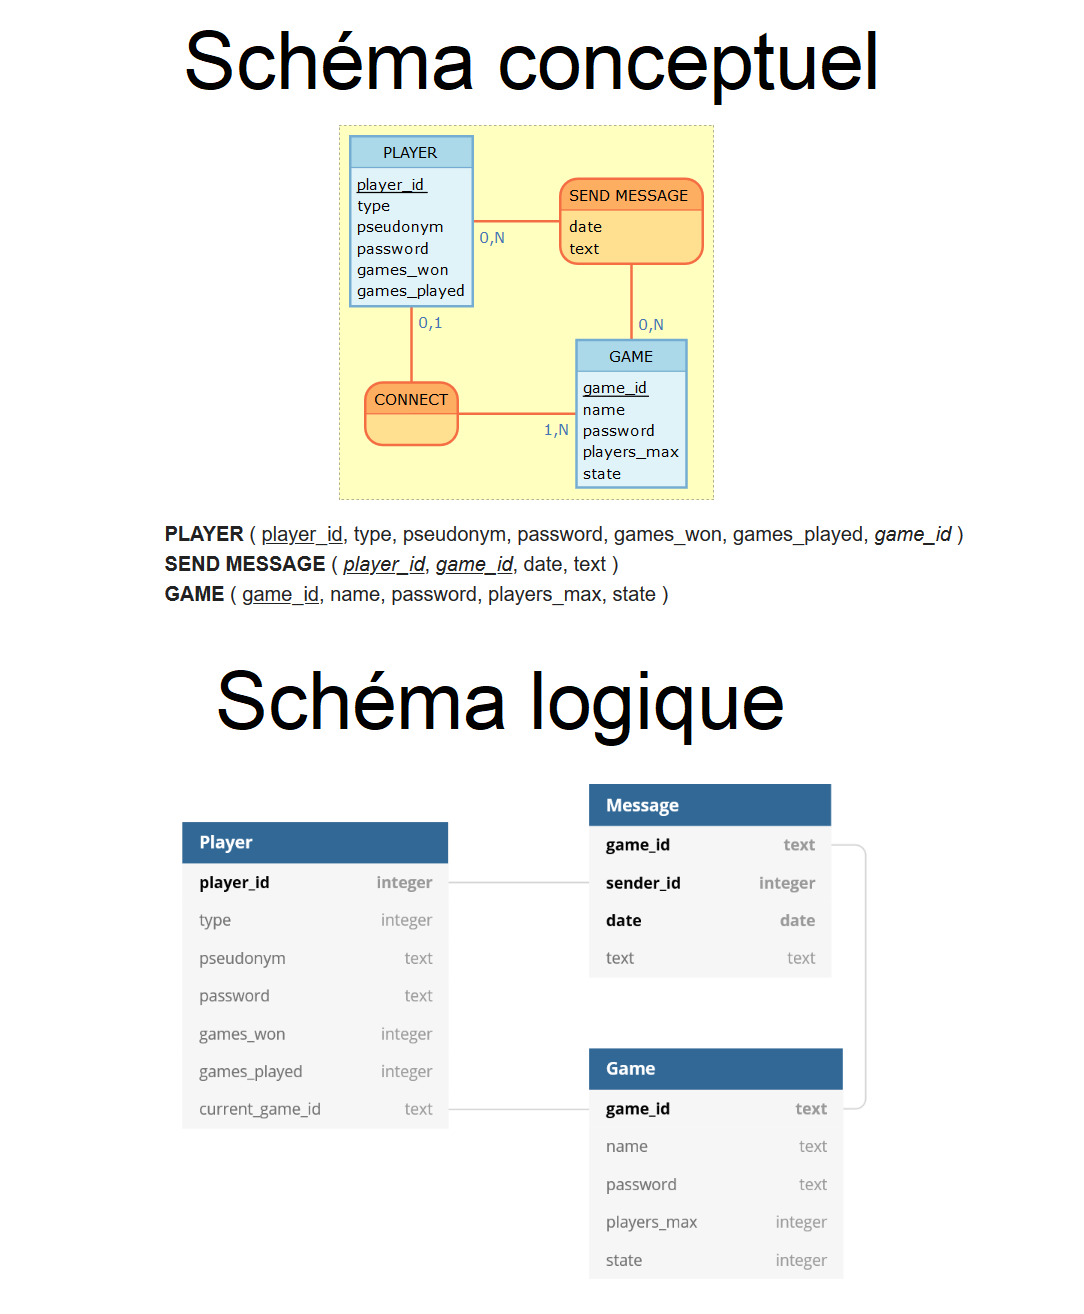 Schéma conceptuel
PLAYER
player_id
type
pseudonym
password
games_won
games_played
0,N
SEND MESSAGE
date
text
0,1
0,N
CONNECT
1,N
GAME
game_id
name
password
players_max
state
PLAYER ( player_id, type, pseudonym, password, games_won, games_played, game_id )
SEND MESSAGE ( player_id, game_id, date, text )
GAME ( game_id, name, password, players_max, state )
Schéma logique
Player
player_id integer
type integer
pseudonym text
password text
games_won integer
games_played integer
current_game_id text
Message
game_id text
sender_id integer
date date
text text
Game
game_id text
name text
password text
players_max integer
state integer